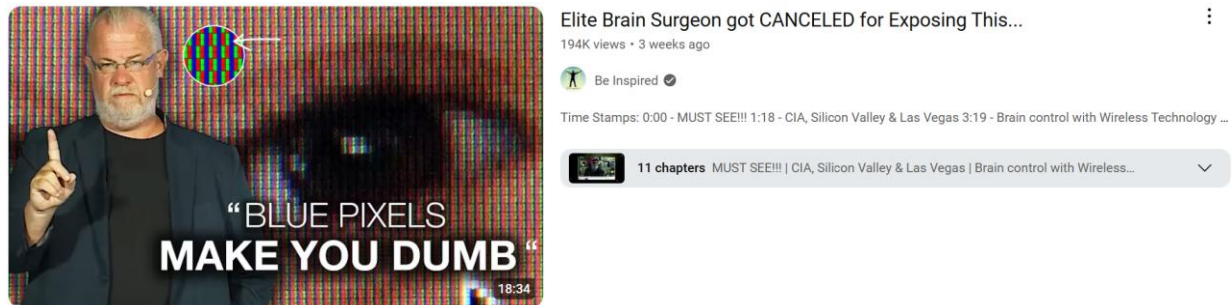 “BLUE PIXELS
MAKE YOU DUMB“
18:34
Elite Brain Surgeon got CANCELED for Exposing This...
194K views • 3 weeks ago
Be Inspired
Time Stamps: 0:00 - MUST SEE!!! 1:18 - CIA, Silicon Valley & Las Vegas 3:19 - Brain control with Wireless Technology ...
11 chapters MUST SEE!!! | CIA, Silicon Valley & Las Vegas | Brain control with Wireless...